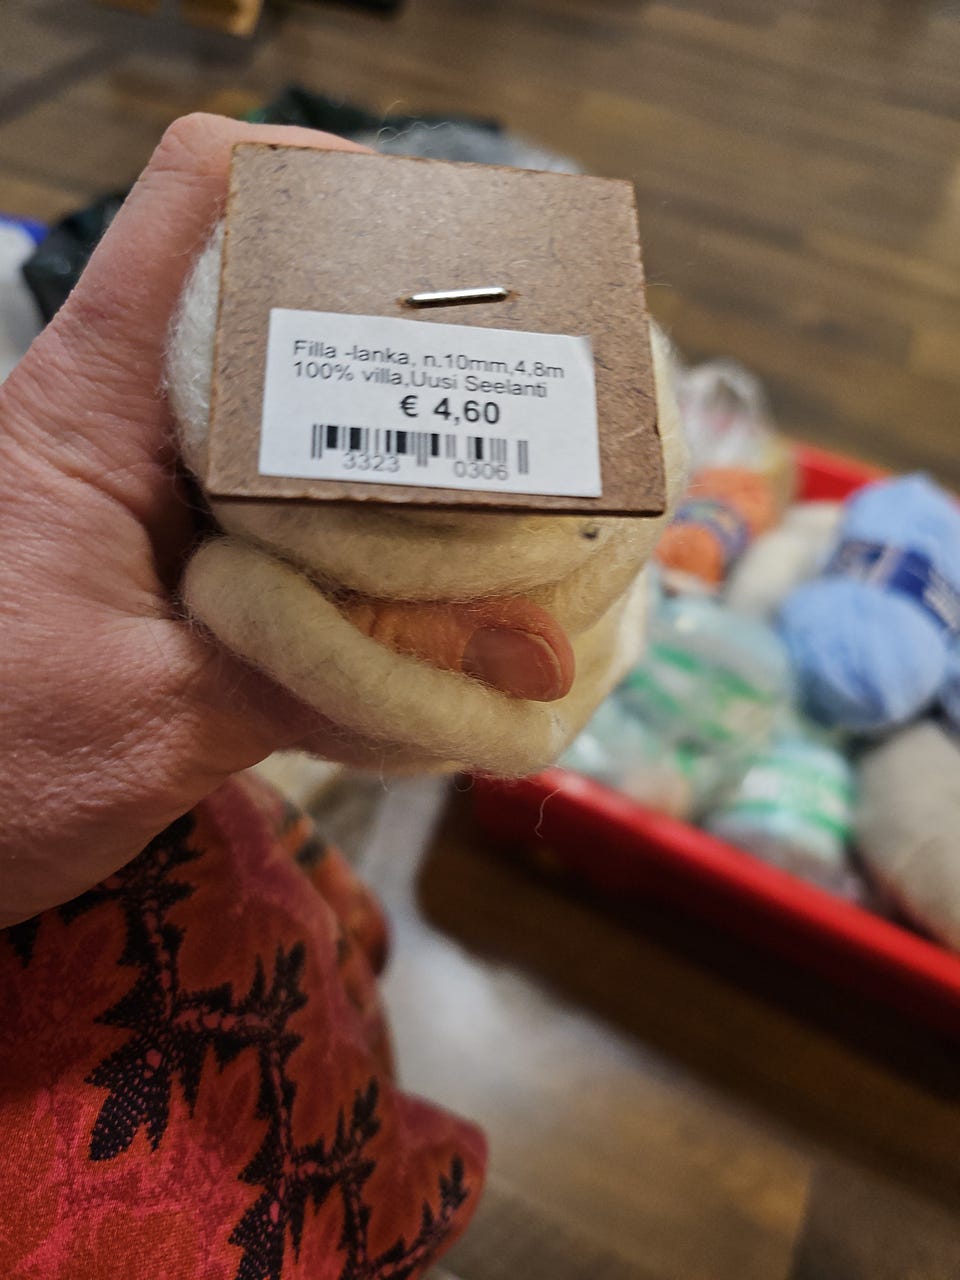 Filla -lanka, n.10mm,4,8m
100% villa,Uusi Seelanti
€ 4,60
3323 0306